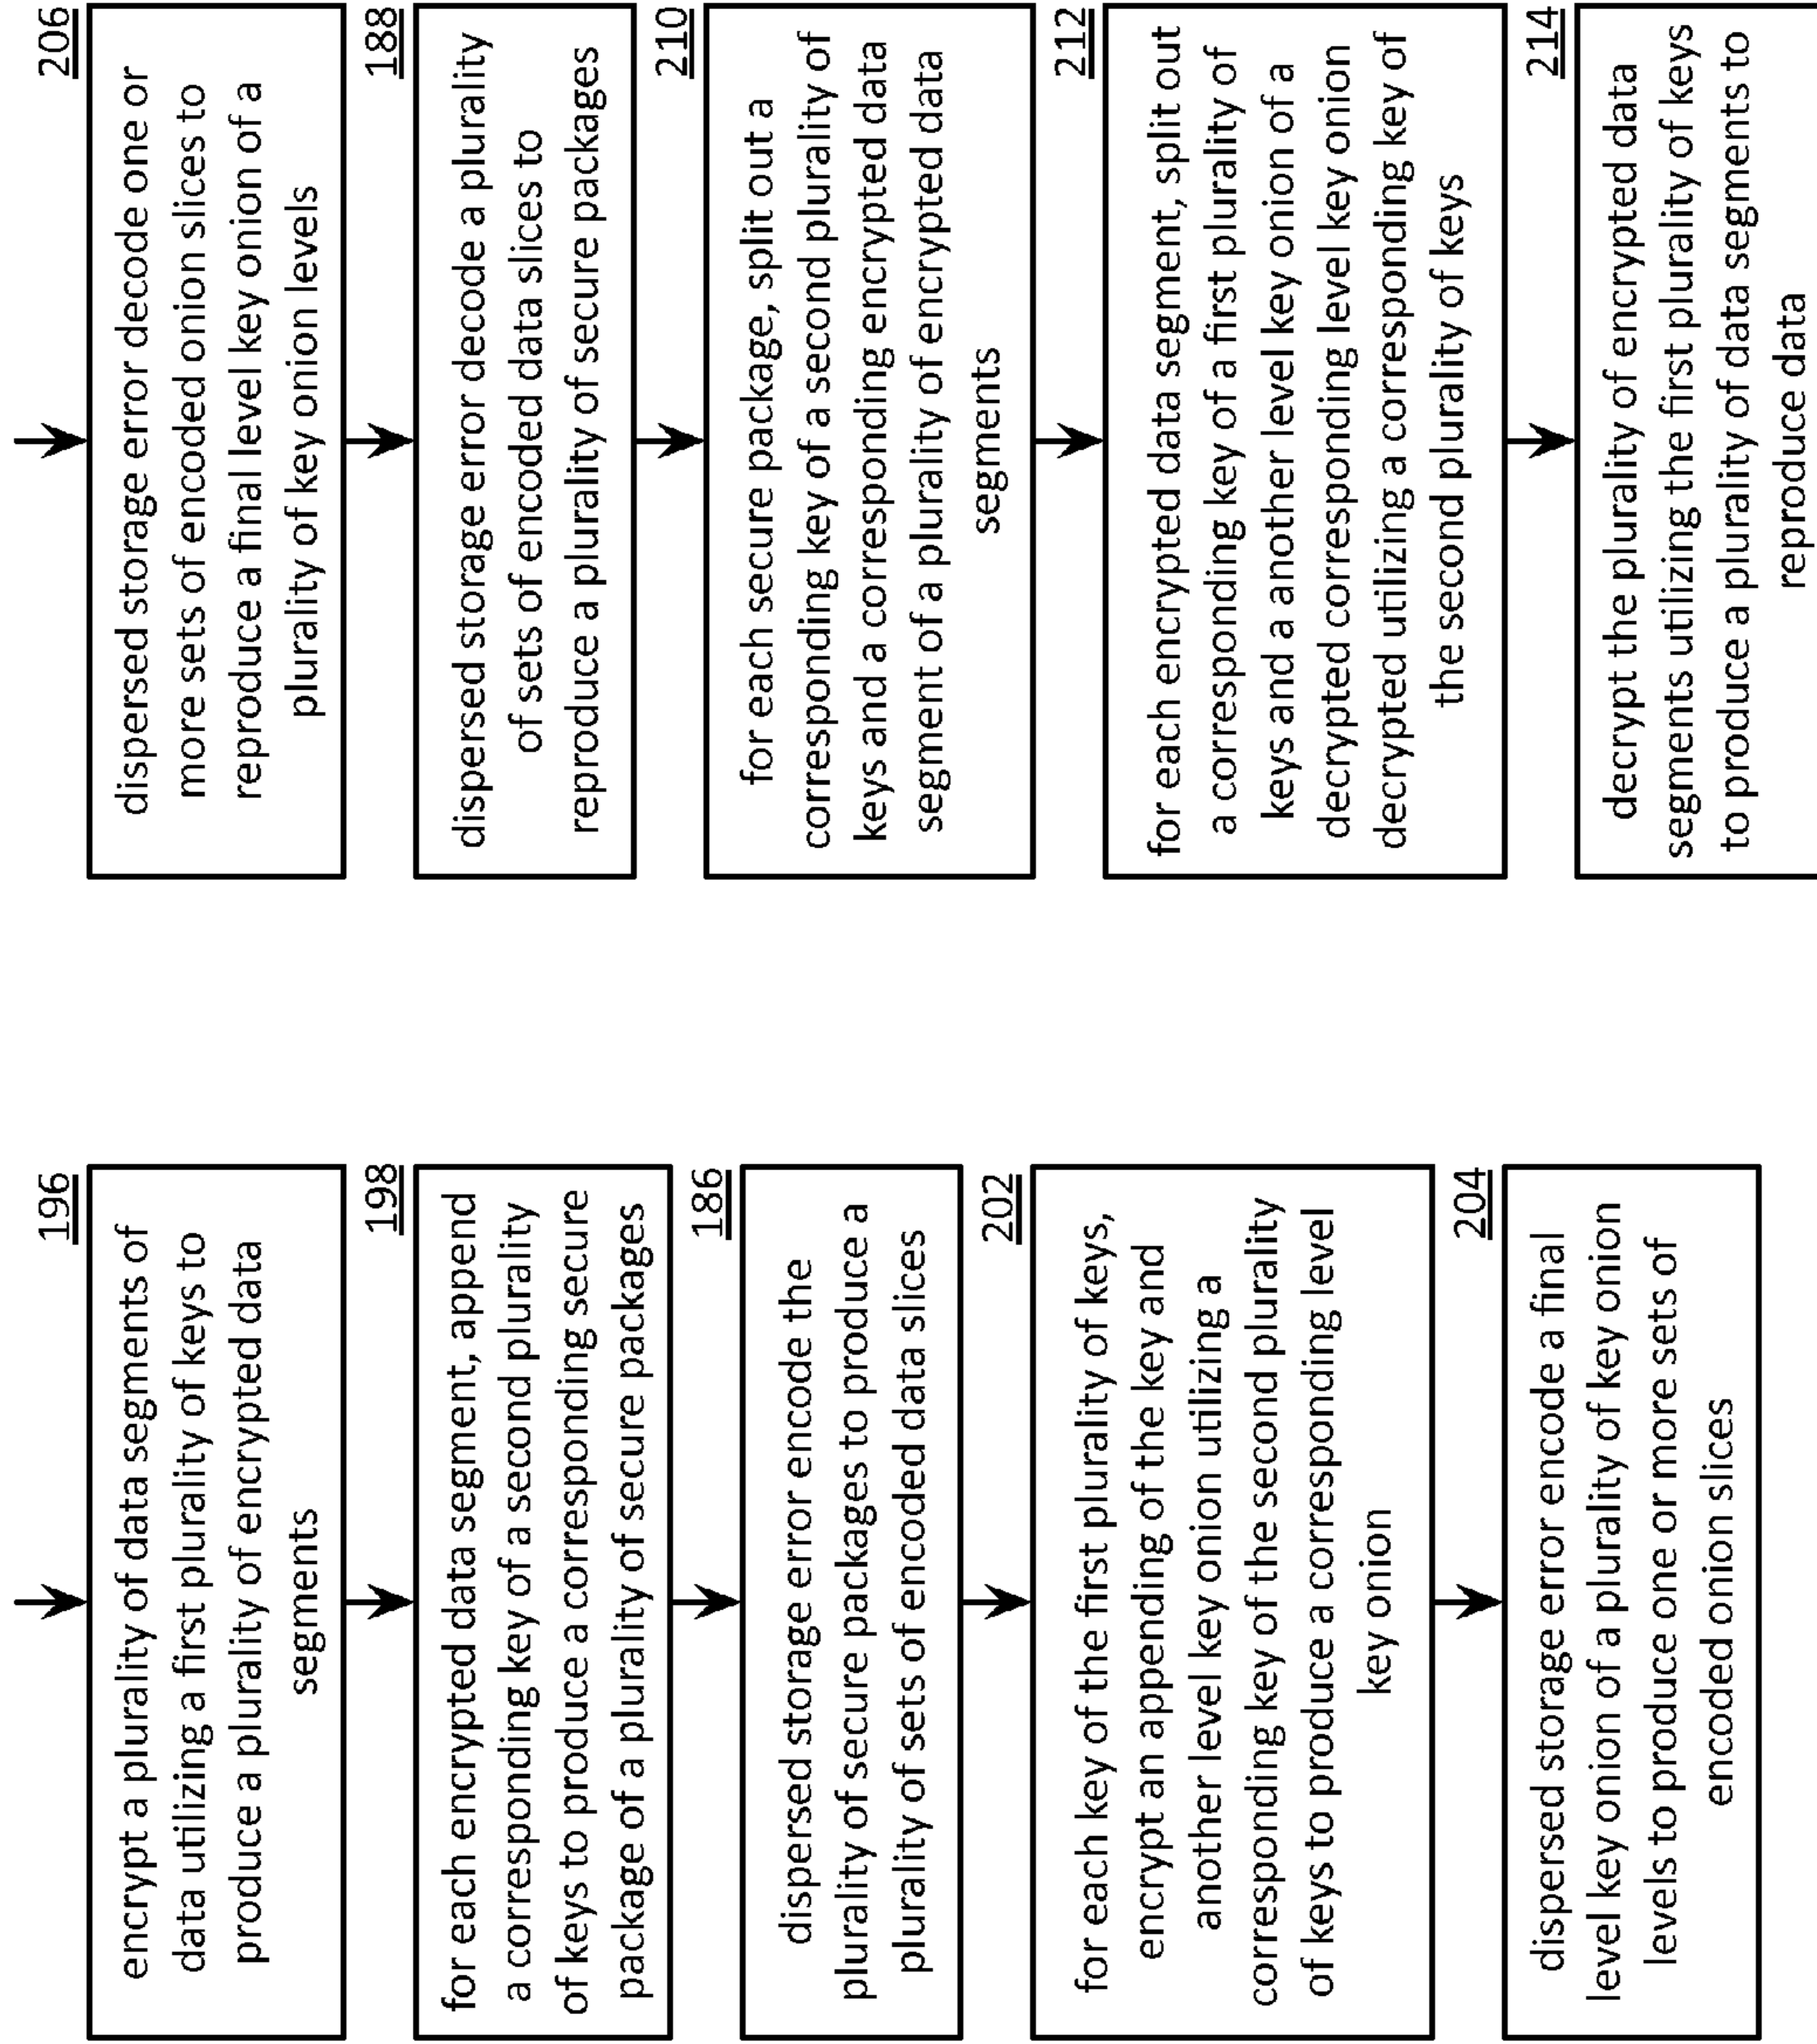 196
encrypt a plurality of data segments of
data utilizing a first plurality of keys to
produce a plurality of encrypted data
segments
198
for each encrypted data segment, append
a corresponding key of a second plurality
of keys to produce a corresponding secure
package of a plurality of secure packages
186
dispersed storage error encode the
plurality of secure packages to produce a
plurality of sets of encoded data slices
202
for each key of the first plurality of keys,
encrypt an appending of the key and
another level key onion utilizing a
corresponding key of the second plurality
of keys to produce a corresponding level
key onion
204
dispersed storage error encode a final
level key onion of a plurality of key onion
levels to produce one or more sets of
encoded onion slices
206
dispersed storage error decode one or
more sets of encoded onion slices to
reproduce a final level key onion of a
plurality of key onion levels
188
dispersed storage error decode a plurality
of sets of encoded data slices to
reproduce a plurality of secure packages
210
for each secure package, split out a
corresponding key of a second plurality of
keys and a corresponding encrypted data
segment of a plurality of encrypted data
segments
212
for each encrypted data segment, split out
a corresponding key of a first plurality of
keys and a another level key onion of a
decrypted corresponding level key onion
decrypted utilizing a corresponding key of
the second plurality of keys
214
decrypt the plurality of encrypted data
segments utilizing the first plurality of keys
to produce a plurality of data segments to
reproduce data